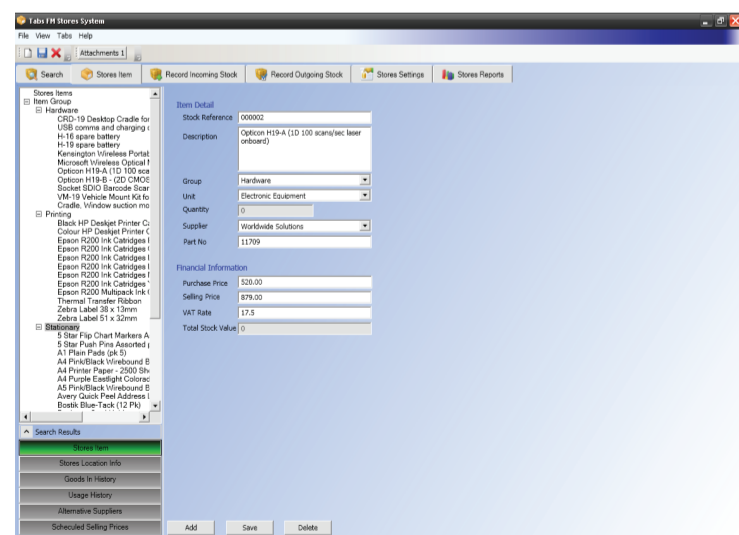 Tabs FM Stores System
File View Tabs Help
Attachments 1
Search Stores Item Record Incoming Stock Record Outgoing Stock Stores Settings Stores Reports
Stores Items
Item Group
Hardware
CRD-19 Desktop Cradle for
USB comms and charging c
H-16 spare battery
H-19 spare battery
Kensington Wireless Portab
Microsoft Wireless Optical M
Opticon H19-A (1D 100 sca
Opticon H19-B - (2D CMOS
Socket SDIO Barcode Scar
VM-19 Vehicle Mount Kit fo
Cradle, Window suction mo
Printing
Black HP Deskjet Printer Ca
Colour HP Deskjet Printer C
Epson R200 Ink Catridges
Epson R200 Ink Catridges
Epson R200 Ink Catridges
Epson R200 Ink Catridges
Epson R200 Ink Catridges
Epson R200 Ink Catridges
Epson R200 Multipack Ink
Thermal Transfer Ribbon
Zebra Label 38 x 13mm
Zebra Label 51 x 32mm
Stationary
5 Star Flip Chart Markers A
5 Star Push Pins Assorted
A1 Plain Pads (pk 5)
A4 Pink/Black Wirebound B
A4 Printer Paper - 2500 She
A4 Purple Eastlight Colorad
A5 Pink/Black Wirebound B
Avery Quick Peel Address L
Bostik Blue-Tack (12 Pk)
Search Results
Stores Item
Stores Location Info
Goods In History
Usage History
Alternative Suppliers
Scheculed Selling Prices
Item Detail
Stock Reference 000002
Description Opticon H19-A (1D 100 scans/sec laser
onboard)
Group Hardware
Unit Electronic Equipment
Quantity 0
Supplier Worldwide Solutions
Part No 11709
Financial Information
Purchase Price 520.00
Selling Price 879.00
VAT Rate 17.5
Total Stock Value 0
Add Save Delete